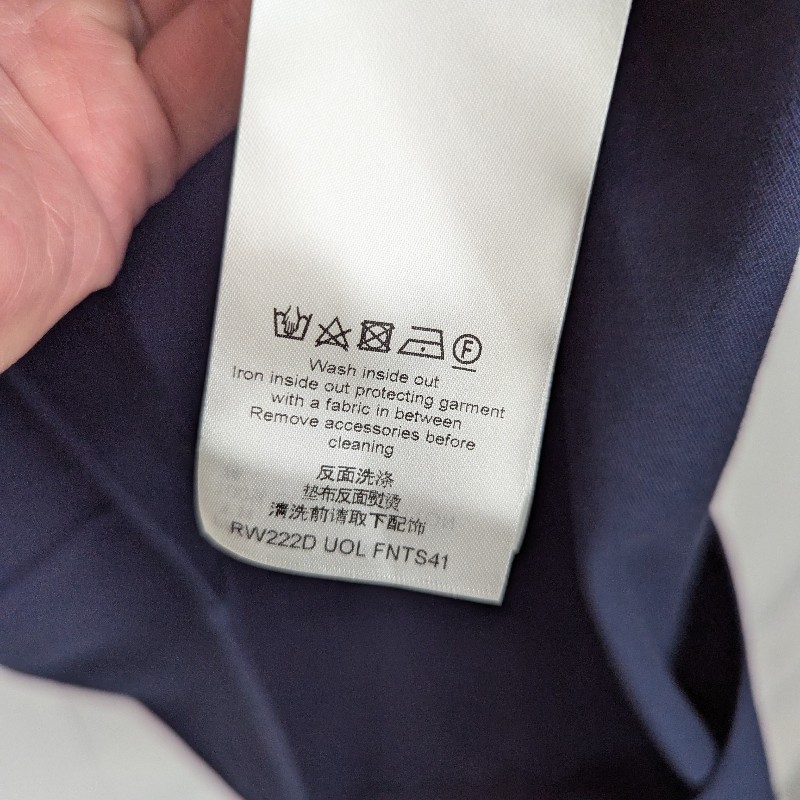 F
Wash inside out
Iron inside out protecting garment
with a fabric in between
Remove accessories before
cleaning
反面洗涤
垫布反面熨烫
清洗前请取下配饰
RW222D UOL FNTS41